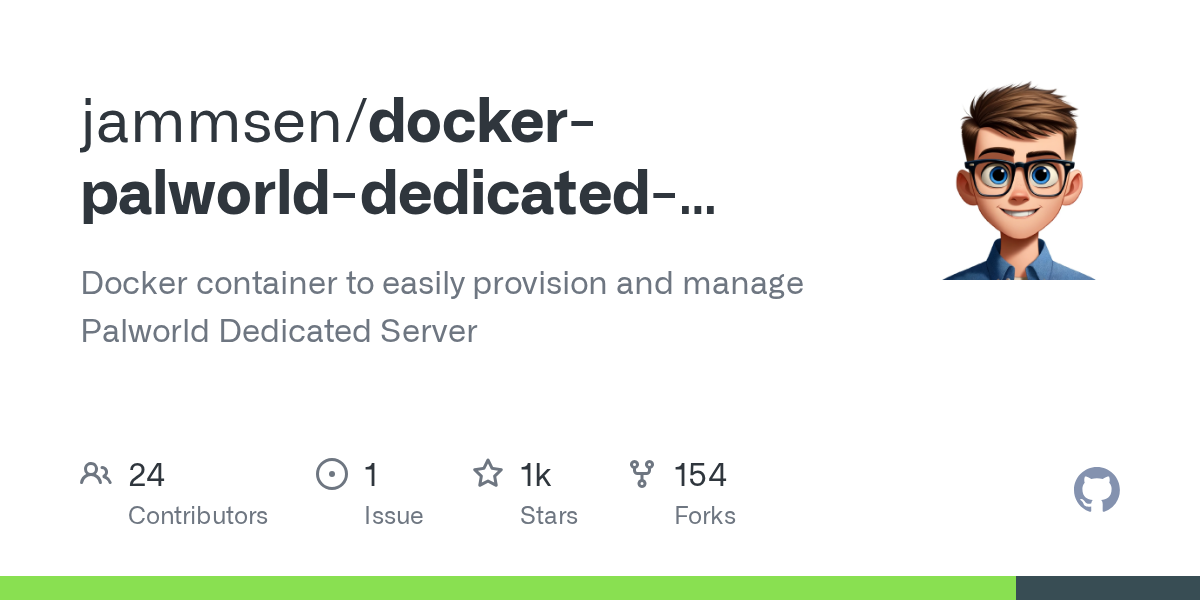 jammsen/docker-
palworld-dedicated-...
Docker container to easily provision and manage
Palworld Dedicated Server
24
Contributors
1
Issue
1k
Stars
154
Forks